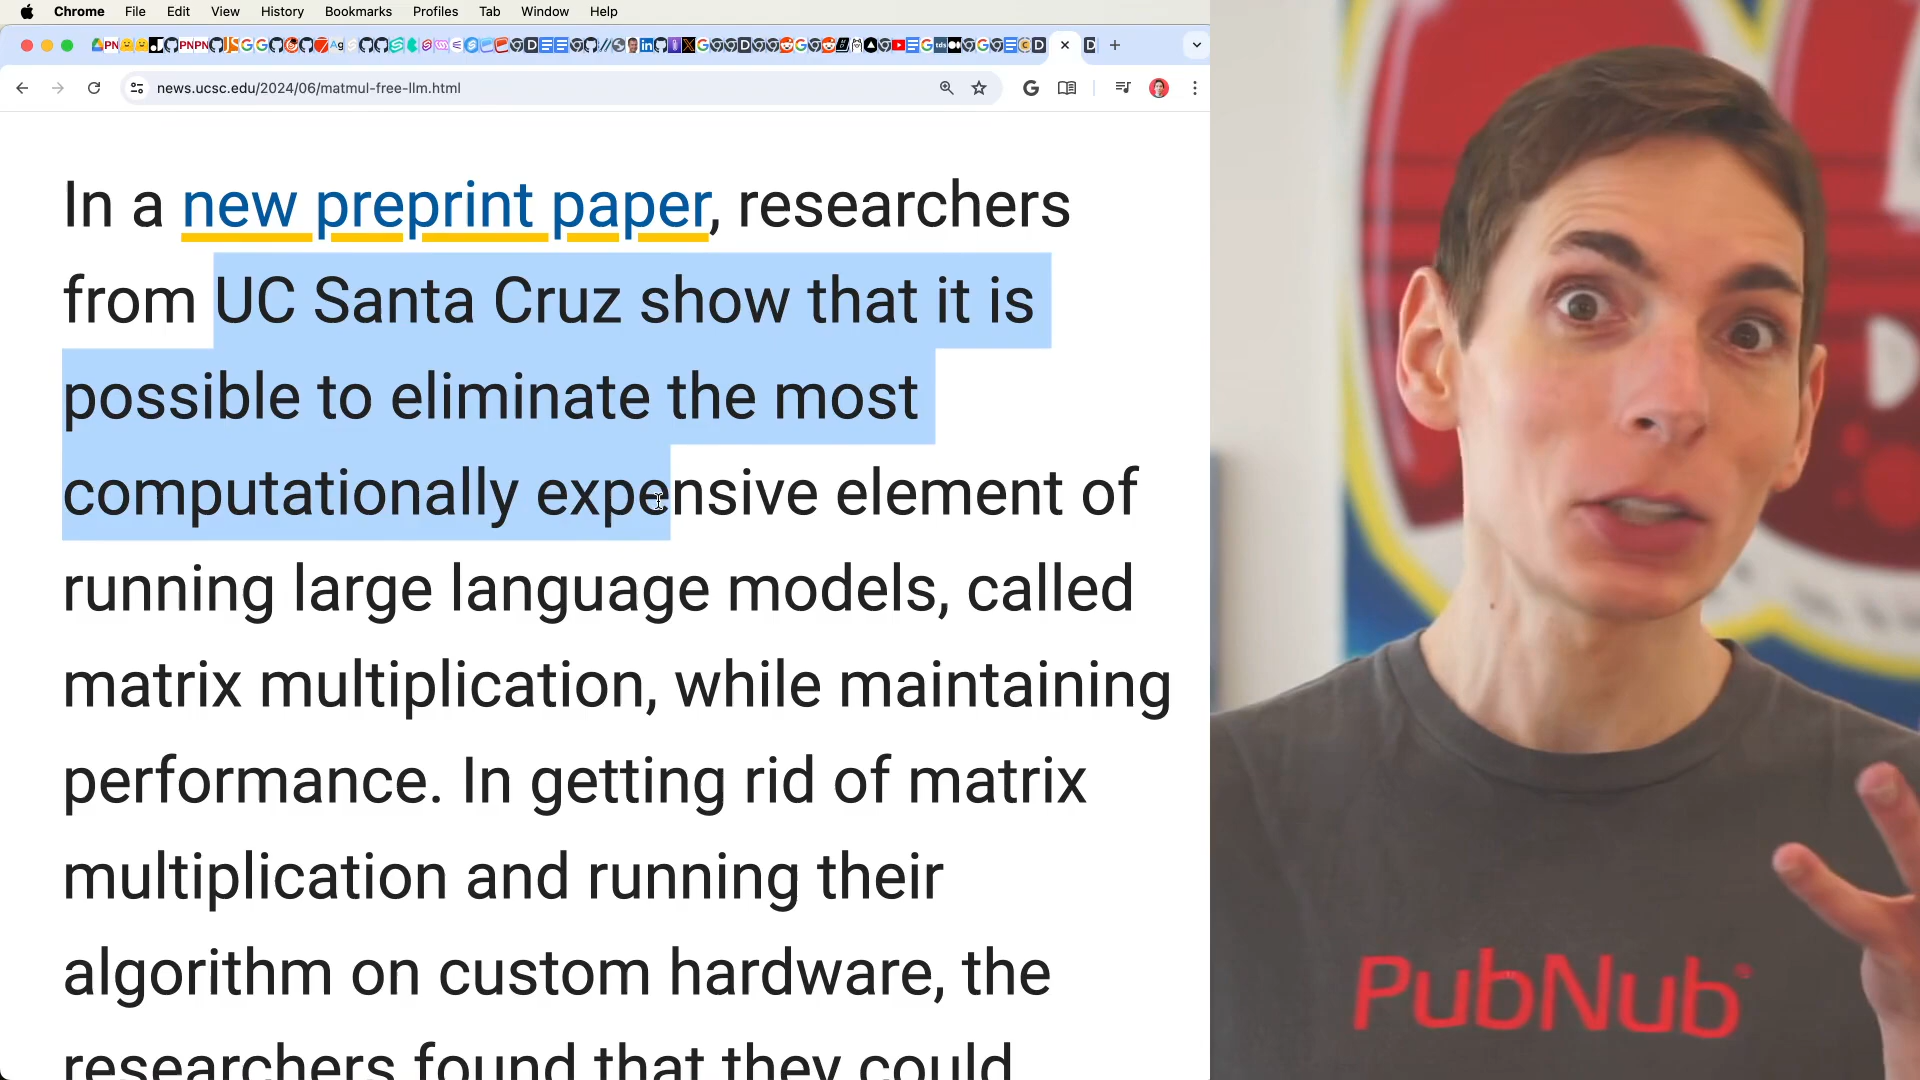 Chrome File Edit View History Bookmarks Profiles Tab Window Help
news.ucsc.edu/2024/06/matmul-free-llm.html
In a new preprint paper, researchers
from UC Santa Cruz show that it is
possible to eliminate the most
computationally expensive element of
running large language models, called
matrix multiplication, while maintaining
performance. In getting rid of matrix
multiplication and running their
algorithm on custom hardware, the
researchers found that they could
PubNub